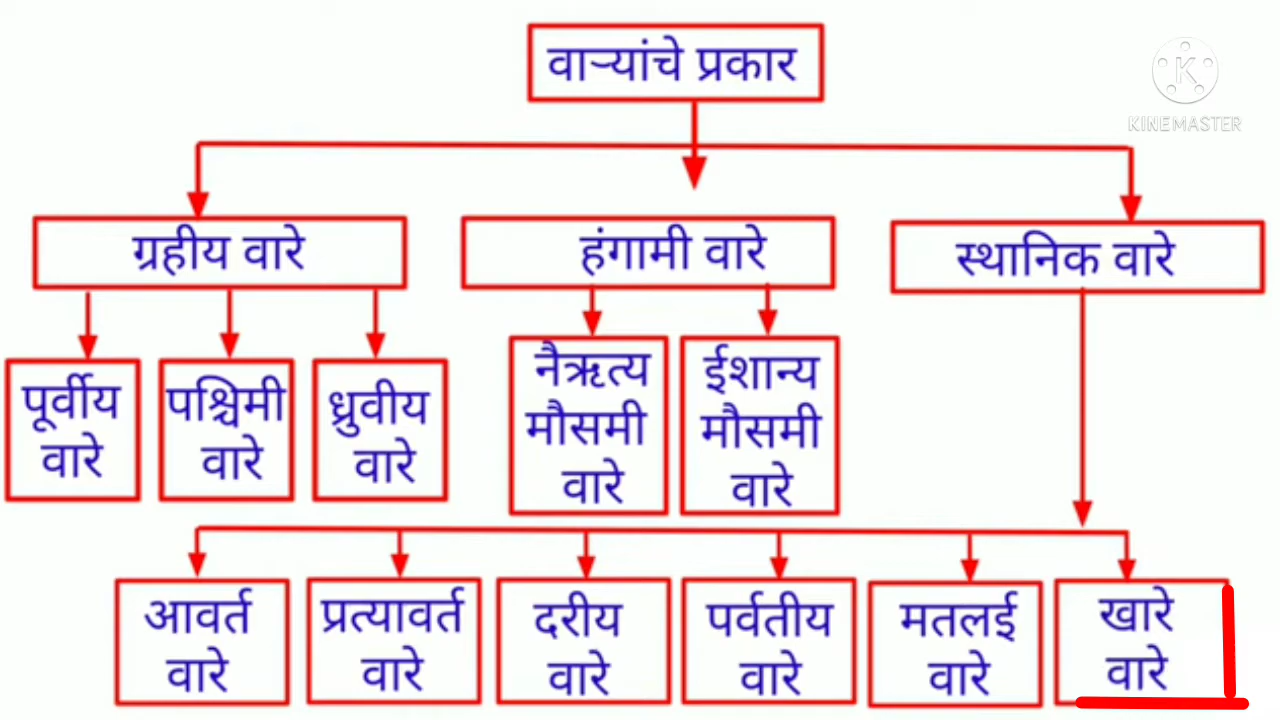 वाऱ्यांचे प्रकार
K
KINEMASTER
ग्रहीय वारे
हंगामी वारे
स्थानिक वारे
पूर्वीय
वारे
पश्चिमी
वारे
ध्रुवीय
वारे
नैऋत्य
मौसमी
वारे
ईशान्य
मौसमी
वारे
आवर्त
वारे
प्रत्यावर्त
वारे
दरीय
वारे
पर्वतीय
वारे
मतलई
वारे
खारे
वारे